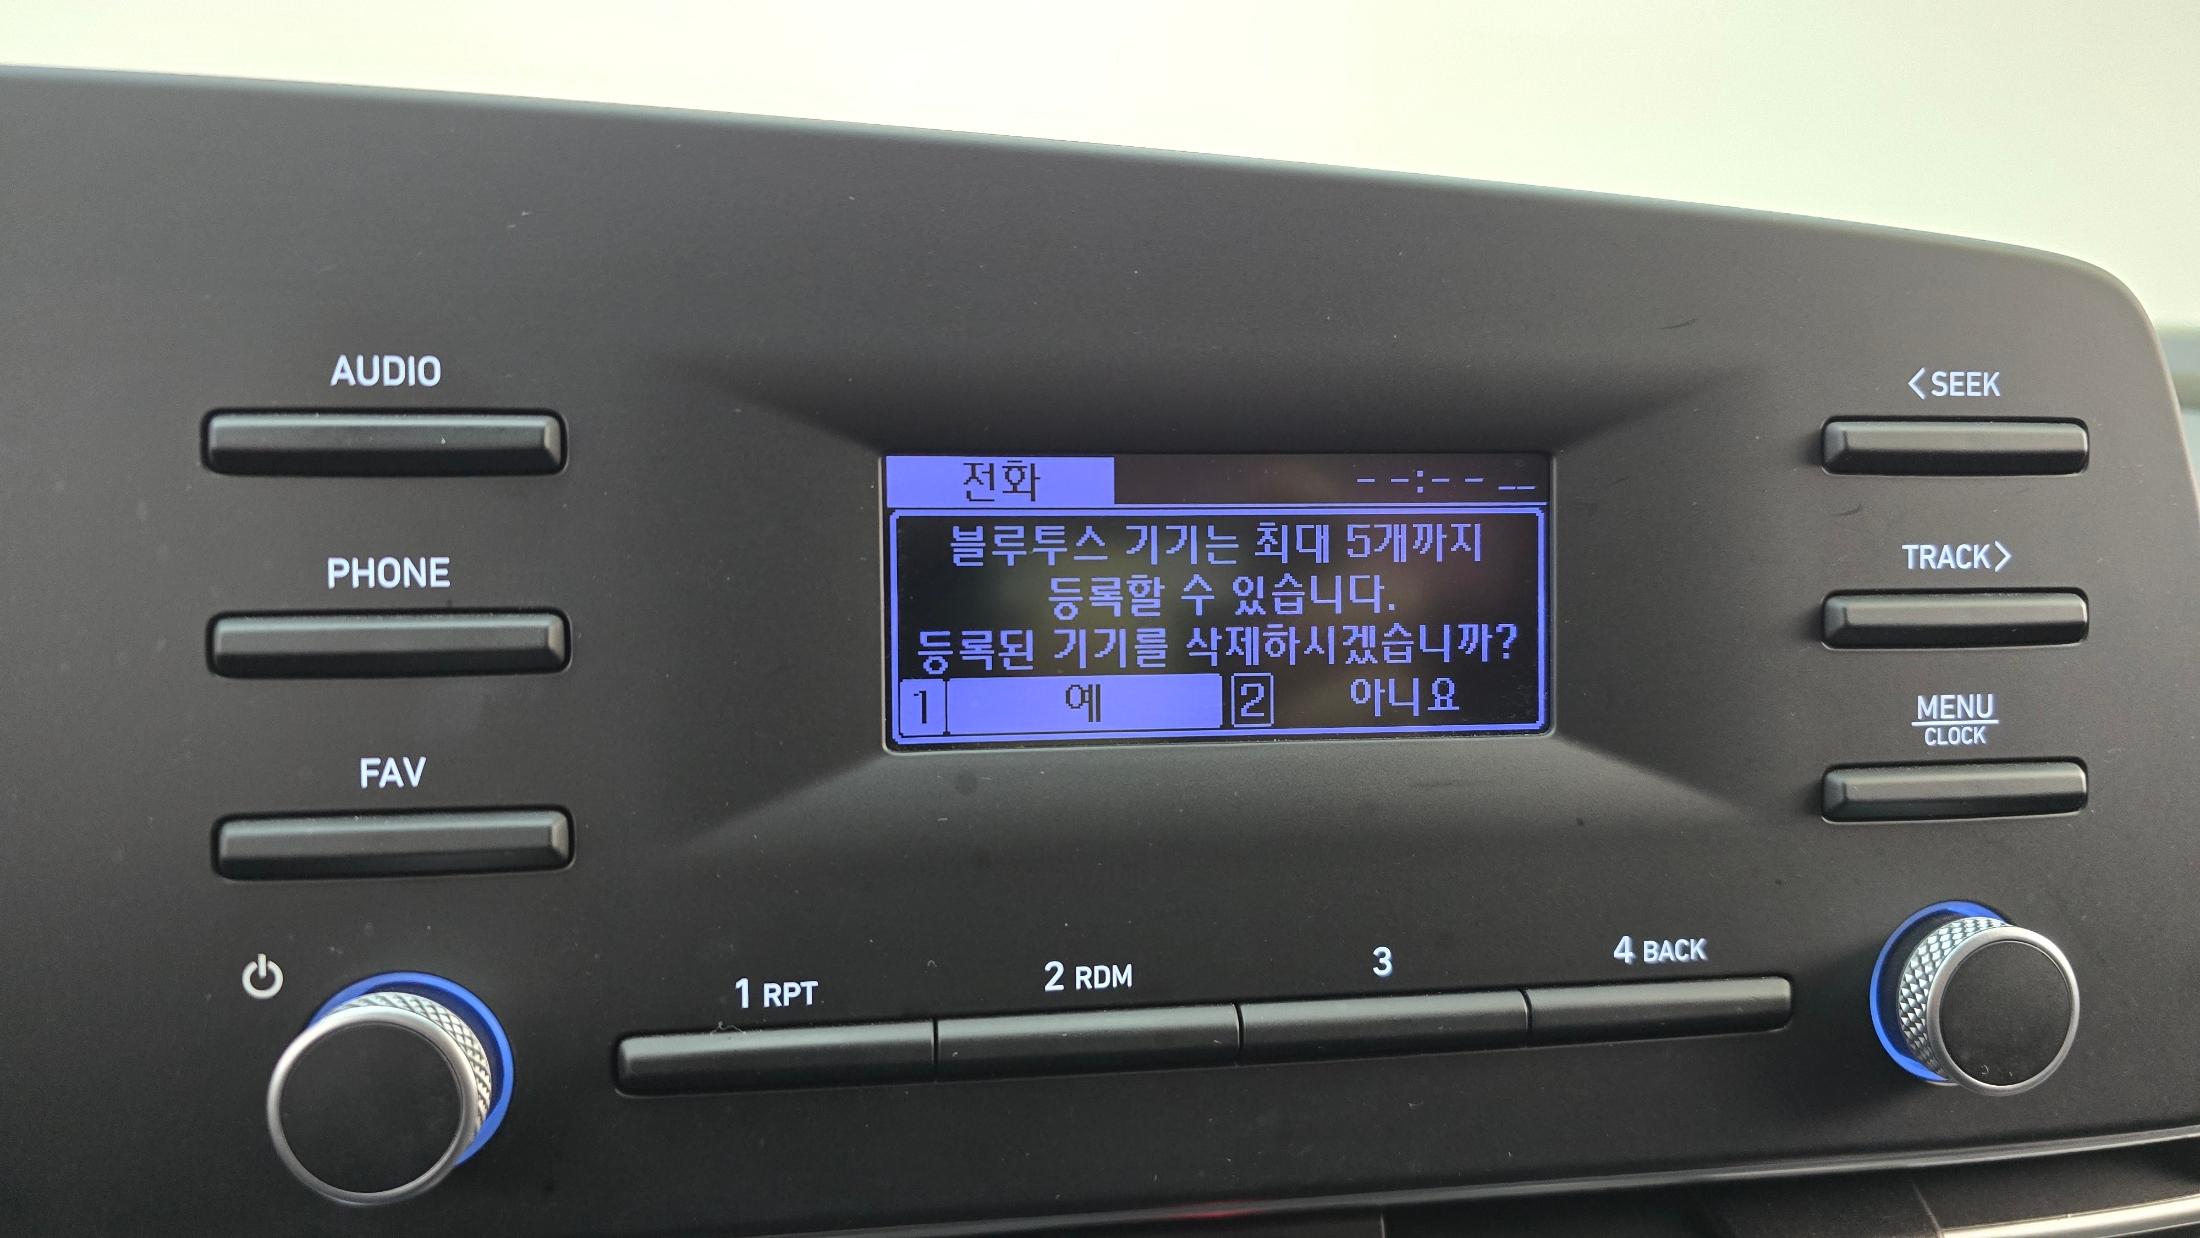 AUDIO
PHONE
FAV
전화
--:-- --
블루투스 기기는 최대 5개까지
등록할 수 있습니다.
등록된 기기를 삭제하시겠습니까?
1 예 2 아니요
<SEEK
TRACK>
MENU
CLOCK
1 RPT 2 RDM 3 4 BACK